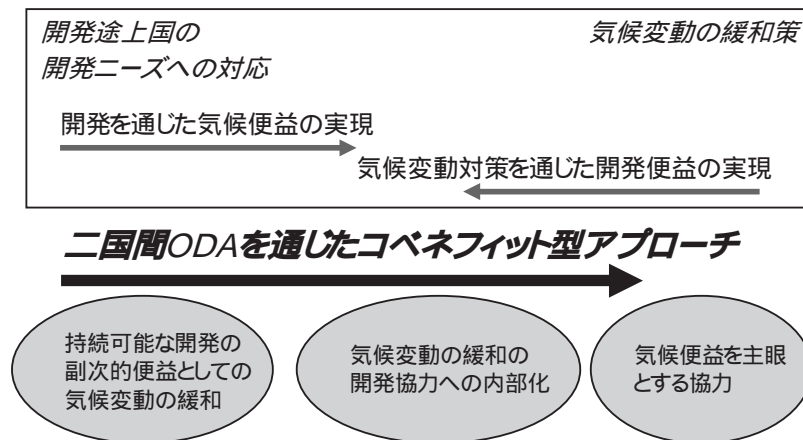 開発途上国の
開発ニーズへの対応
気候変動の緩和策
開発を通じた気候便益の実現
気候変動対策を通じた開発便益の実現
二国間ODAを通じたコベネフィット型アプローチ
持続可能な開発の
副次的便益としての
気候変動の緩和
気候変動の緩和の
開発協力への内部化
気候便益を主眼
とする協力